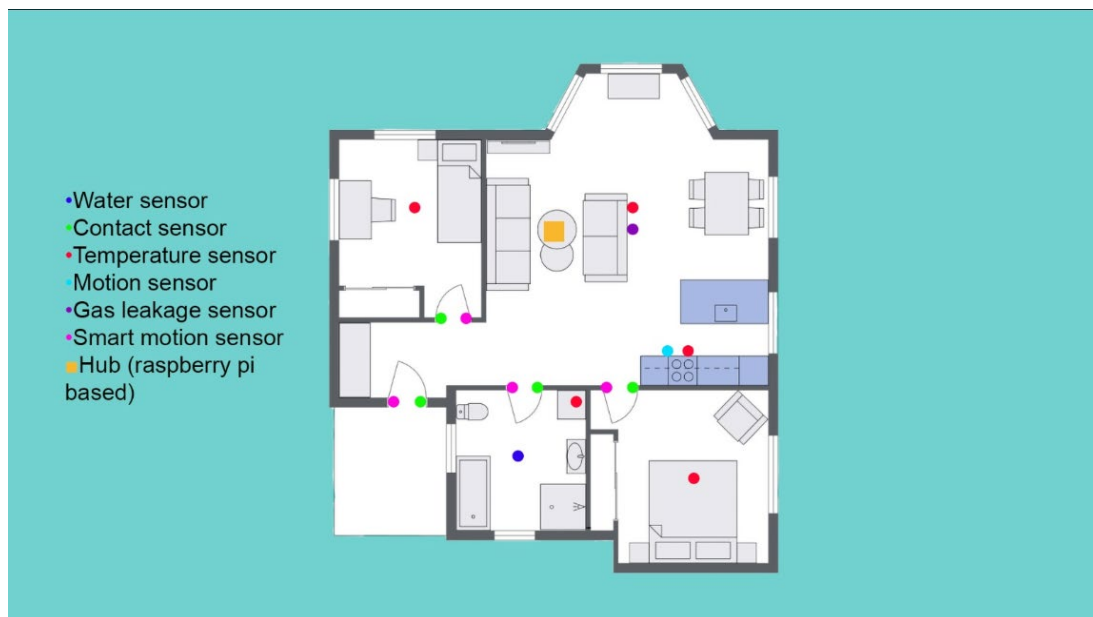 •Water sensor
•Contact sensor
•Temperature sensor
•Motion sensor
•Gas leakage sensor
•Smart motion sensor
■Hub (raspberry pi
based)